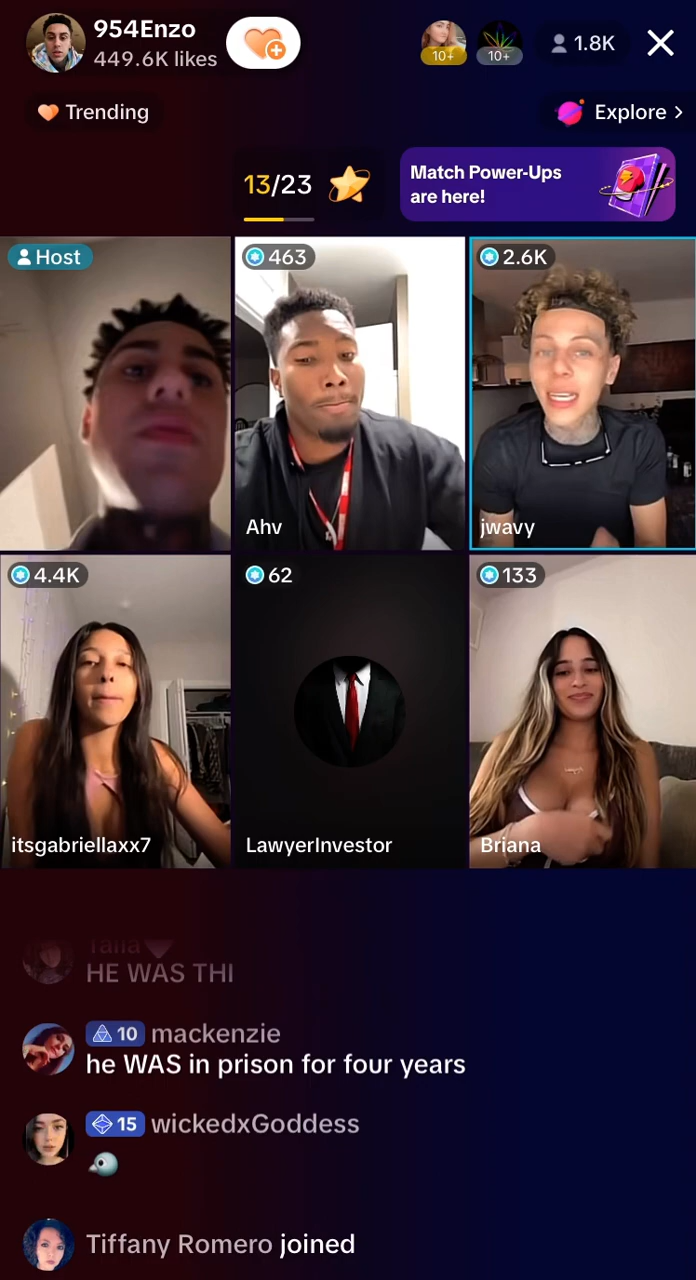 954Enzo
449.6K likes
10+
10+
1.8K
Trending
Explore >
13/23
Match Power-Ups
are here!
Host
463
2.6K
Ahv
jwavy
4.4K
62
133
itsgabriellaxx7
LawyerInvestor
Briana
Talia
HE WAS THI
10 mackenzie
he WAS in prison for four years
15 wickedxGoddess
Tiffany Romero joined